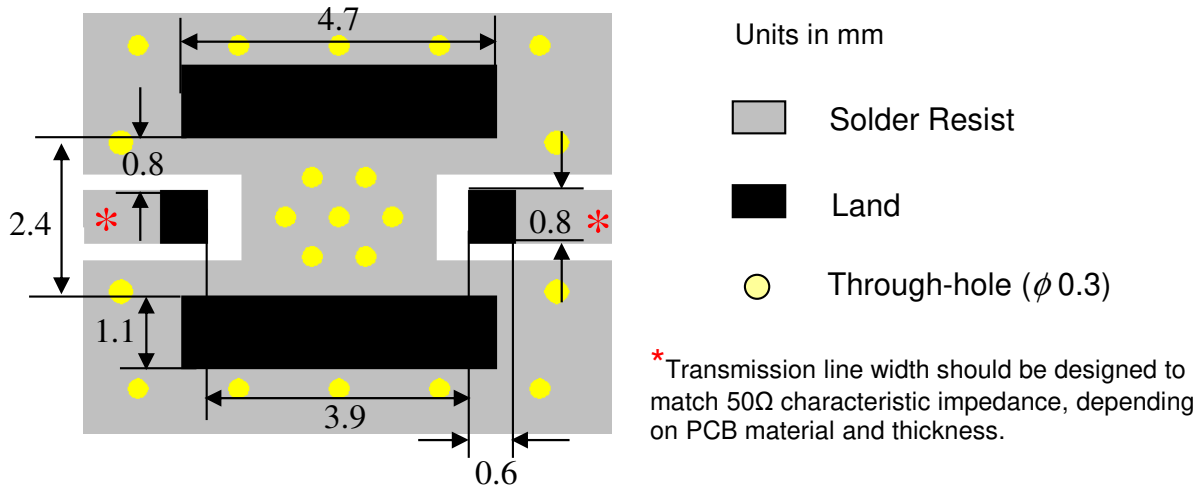 4.7
Units in mm
Solder Resist
0.8
2.4
*
0.8
*
Land
Through-hole (ϕ 0.3)
1.1
*Transmission line width should be designed to
match 50Ω characteristic impedance, depending
on PCB material and thickness.
3.9
0.6